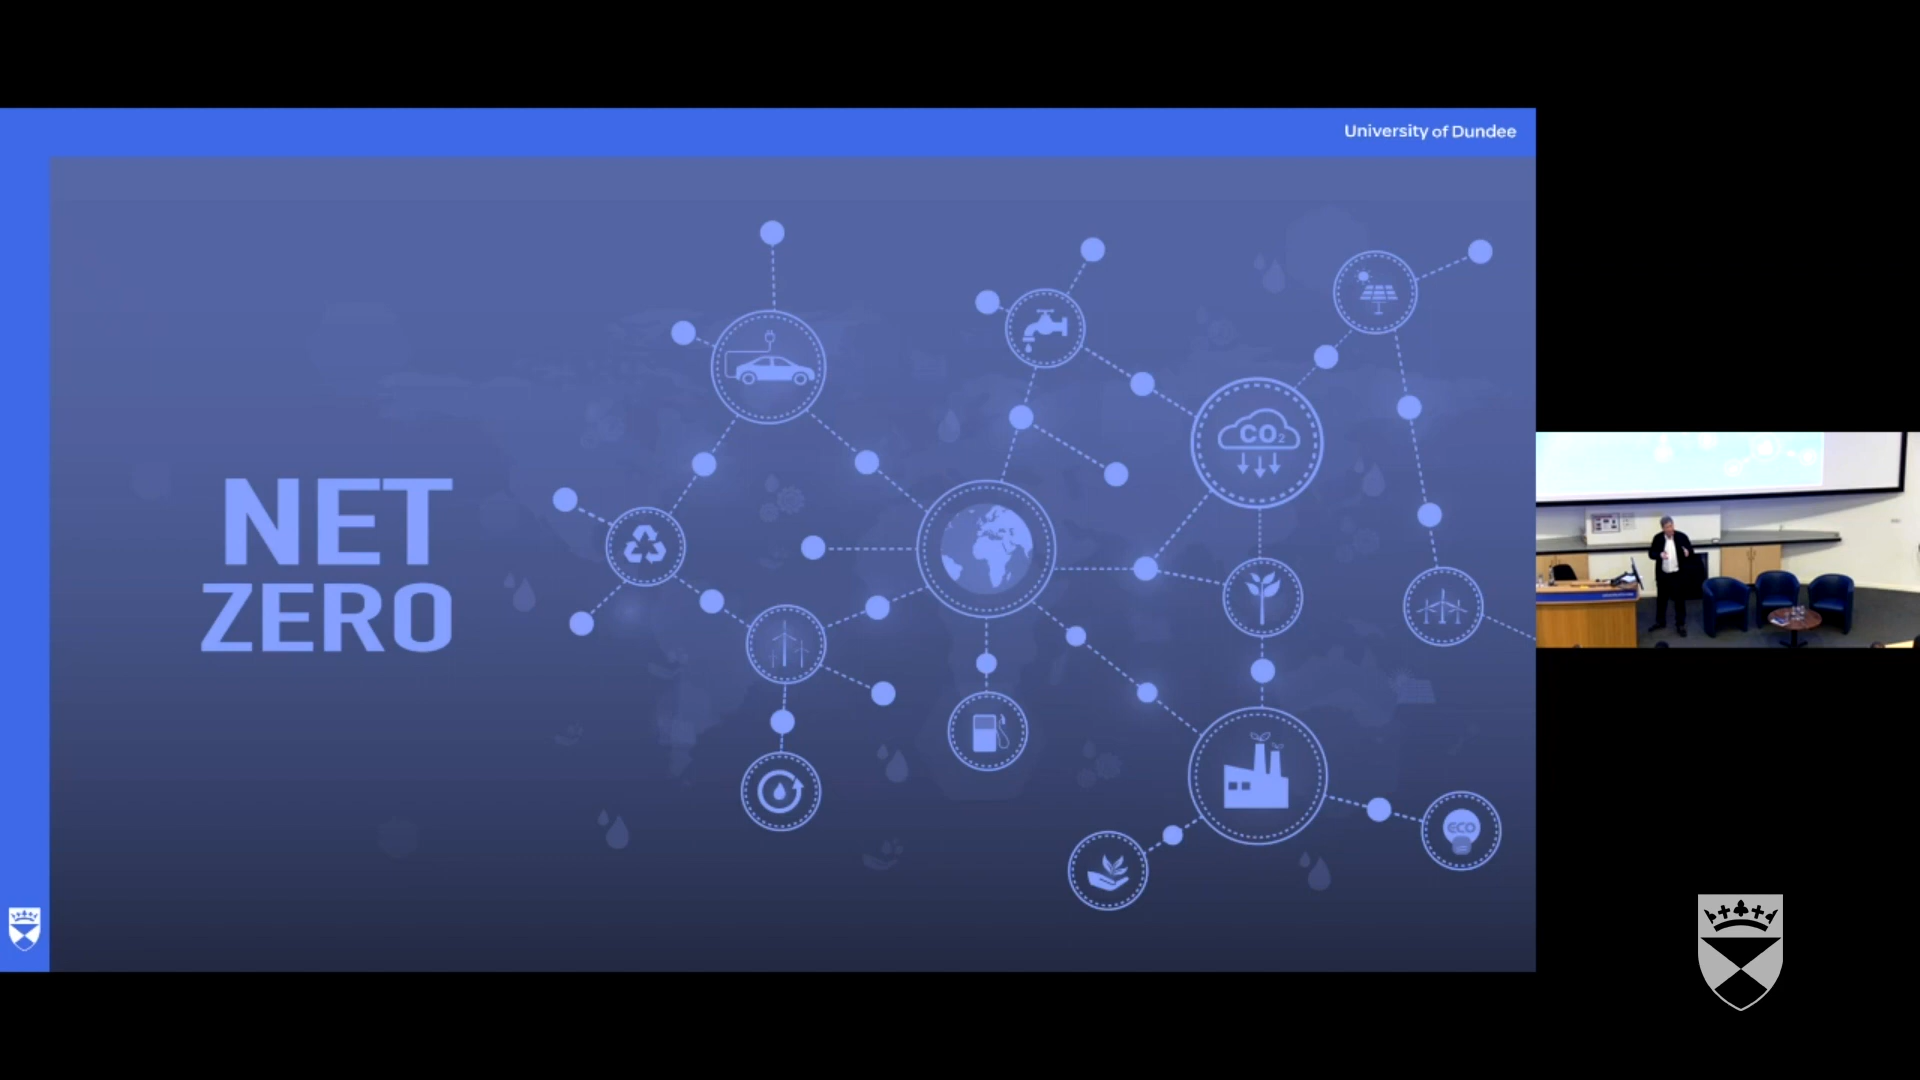 University of Dundee
NET
ZERO
CO₂
ECO